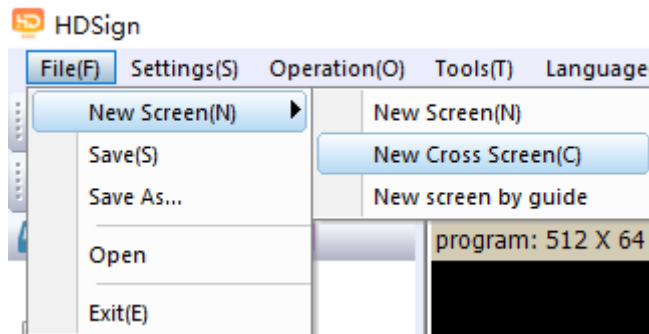 HD HDSign
File(F) Settings(S) Operation(O) Tools(T) Language
New Screen(N) New Screen(N)
Save(S) New Cross Screen(C)
Save As... New screen by guide
Open program: 512 X 64
Exit(E)